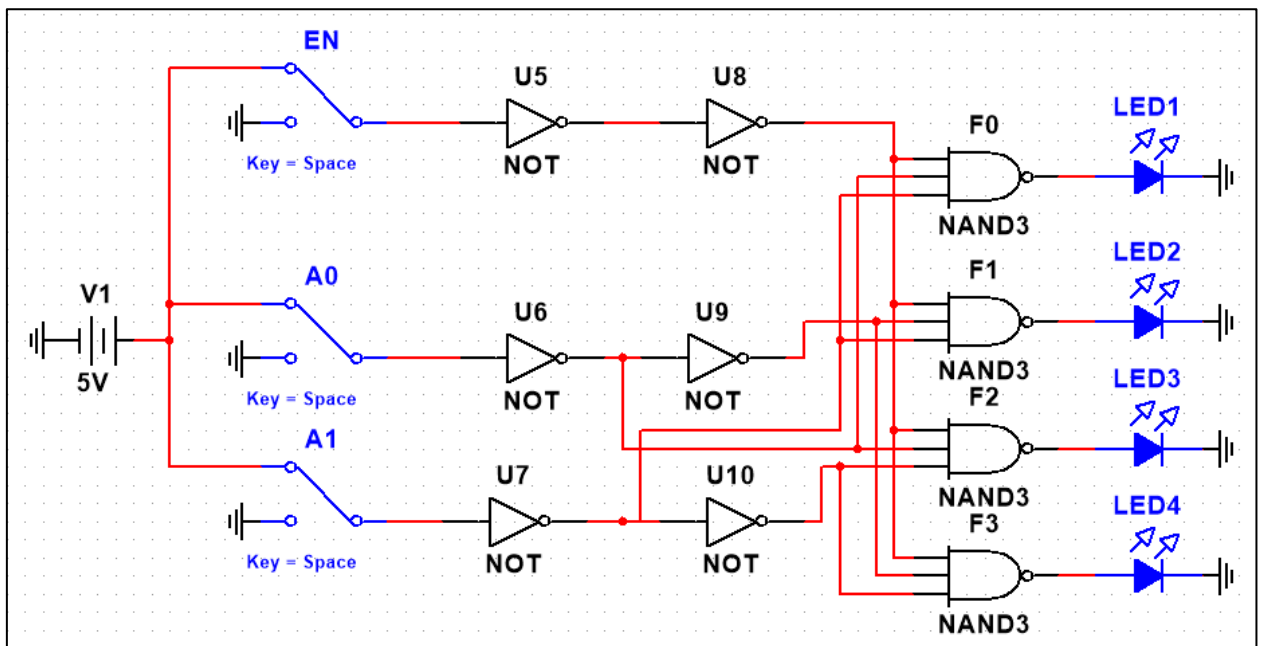 EN
Key = Space
U5
NOT
U8
NOT
LED1
F0
NAND3
V1
5V
A0
Key = Space
U6
NOT
U9
NOT
LED2
F1
NAND3
A1
Key = Space
U7
NOT
U10
NOT
LED3
F2
NAND3
LED4
F3
NAND3